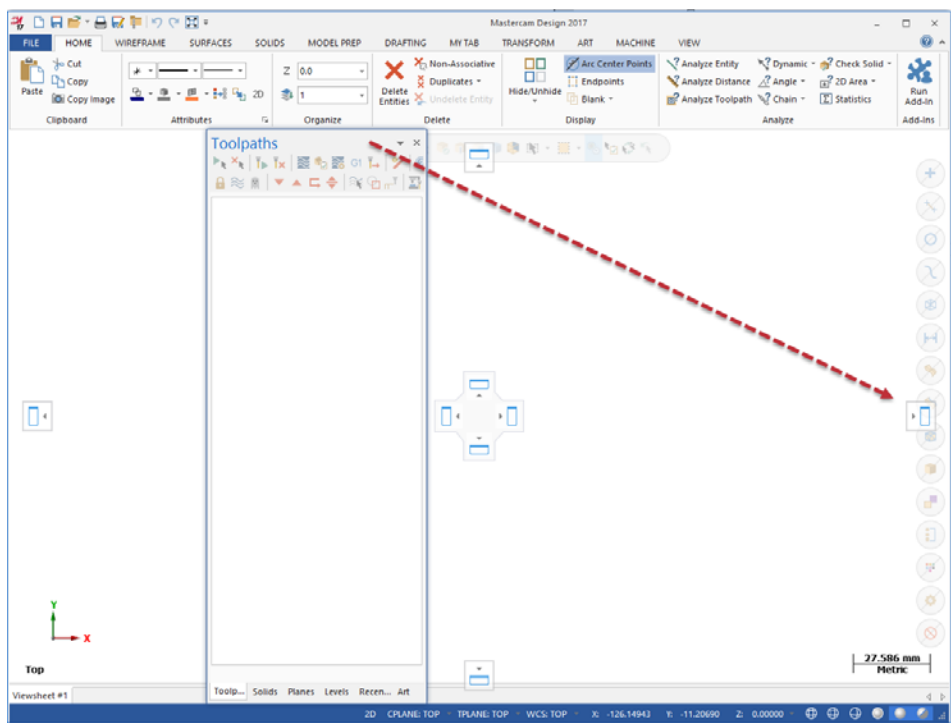 Mastercam Design 2017
FILE HOME WIREFRAME SURFACES SOLIDS MODEL PREP DRAFTING MY TAB TRANSFORM ART MACHINE VIEW
Paste
Cut
Copy
Copy Image
Clipboard
2D
Attributes
Z 0.0
1
Organize
Delete Entities
Non-Associative
Duplicates
Undelete Entity
Delete
Hide/Unhide
Arc Center Points
Endpoints
Blank
Display
Analyze Entity
Analyze Distance
Analyze Toolpath
Dynamic
Angle
Chain
Check Solid
2D Area
Statistics
Analyze
Run Add-In
Add-Ins
Toolpaths
G1
Toolp... Solids Planes Levels Recen... Art
Y
X
Top
27.586 mm
Metric
Viewsheet #1
2D CPLANE: TOP TPLANE: TOP WCS: TOP X: -126.14943 Y: -11.20690 Z: 0.00000